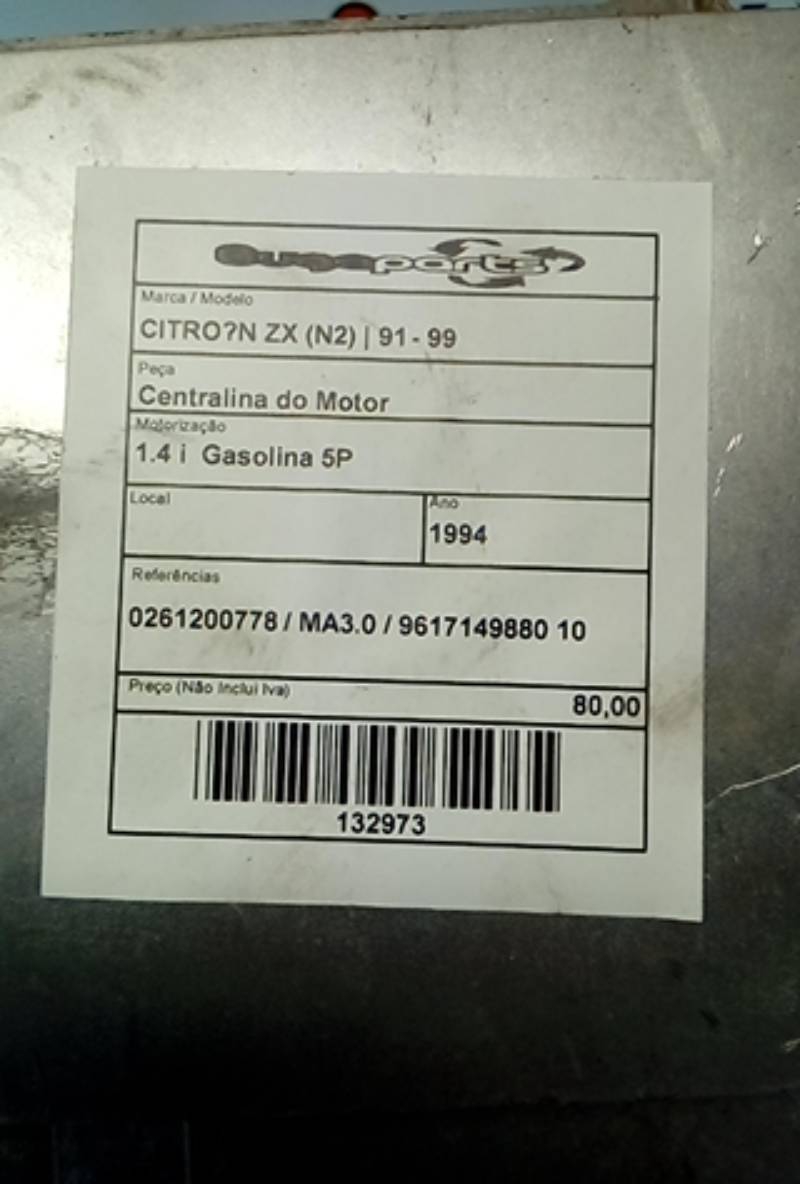 parts
Marca / Modelo
CITRO?N ZX (N2) | 91 - 99
Peça
Centralina do Motor
Motorização
1.4 i Gasolina 5P
Local
Ano
1994
Referências
0261200778 / MA3.0 / 9617149880 10
Preço (Não Inclui Iva)
80,00
132973